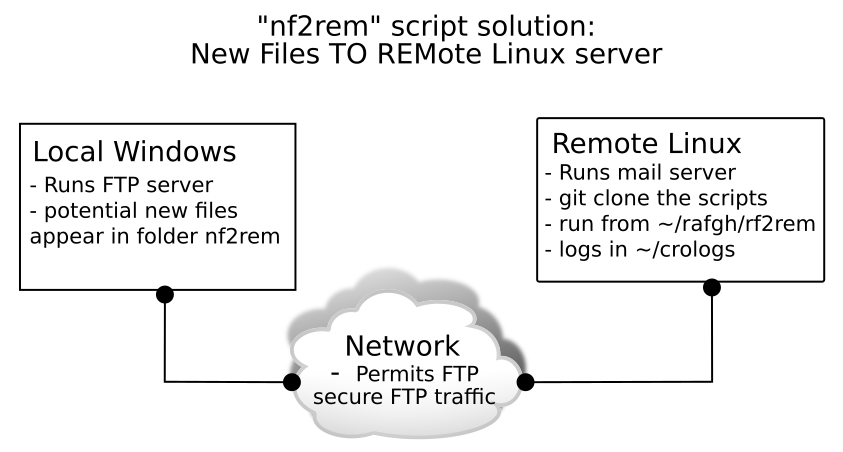 "nf2rem" script solution:
New Files TO REMote Linux server
Local Windows
- Runs FTP server
- potential new files
appear in folder nf2rem
Remote Linux
- Runs mail server
- git clone the scripts
- run from ~/rafgh/rf2rem
- logs in ~/crologs
Network
- Permits FTP
secure FTP traffic